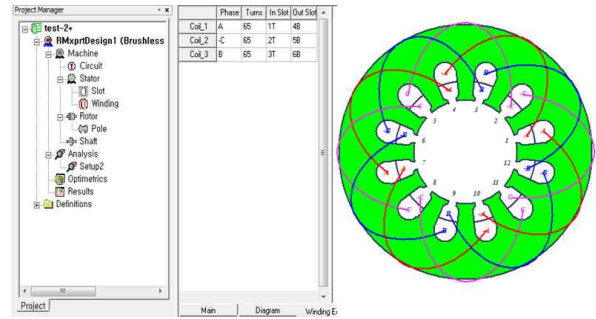 Project Manager
test-2*
RMxprtDesign1 (Brushless
Machine
Circuit
Stator
Slot
Winding
Rotor
Pole
Shaft
Analysis
Setup2
Optimetrics
Results
Definitions
Project
Phase Turns In Slot Out Slot
Coil_1 A 65 1T 4B
Coil_2 -C 65 2T 5B
Coil_3 B 65 3T 6B
Main Diagram Winding E
4 3
5 2
6 1
7 12
8 11
9 10